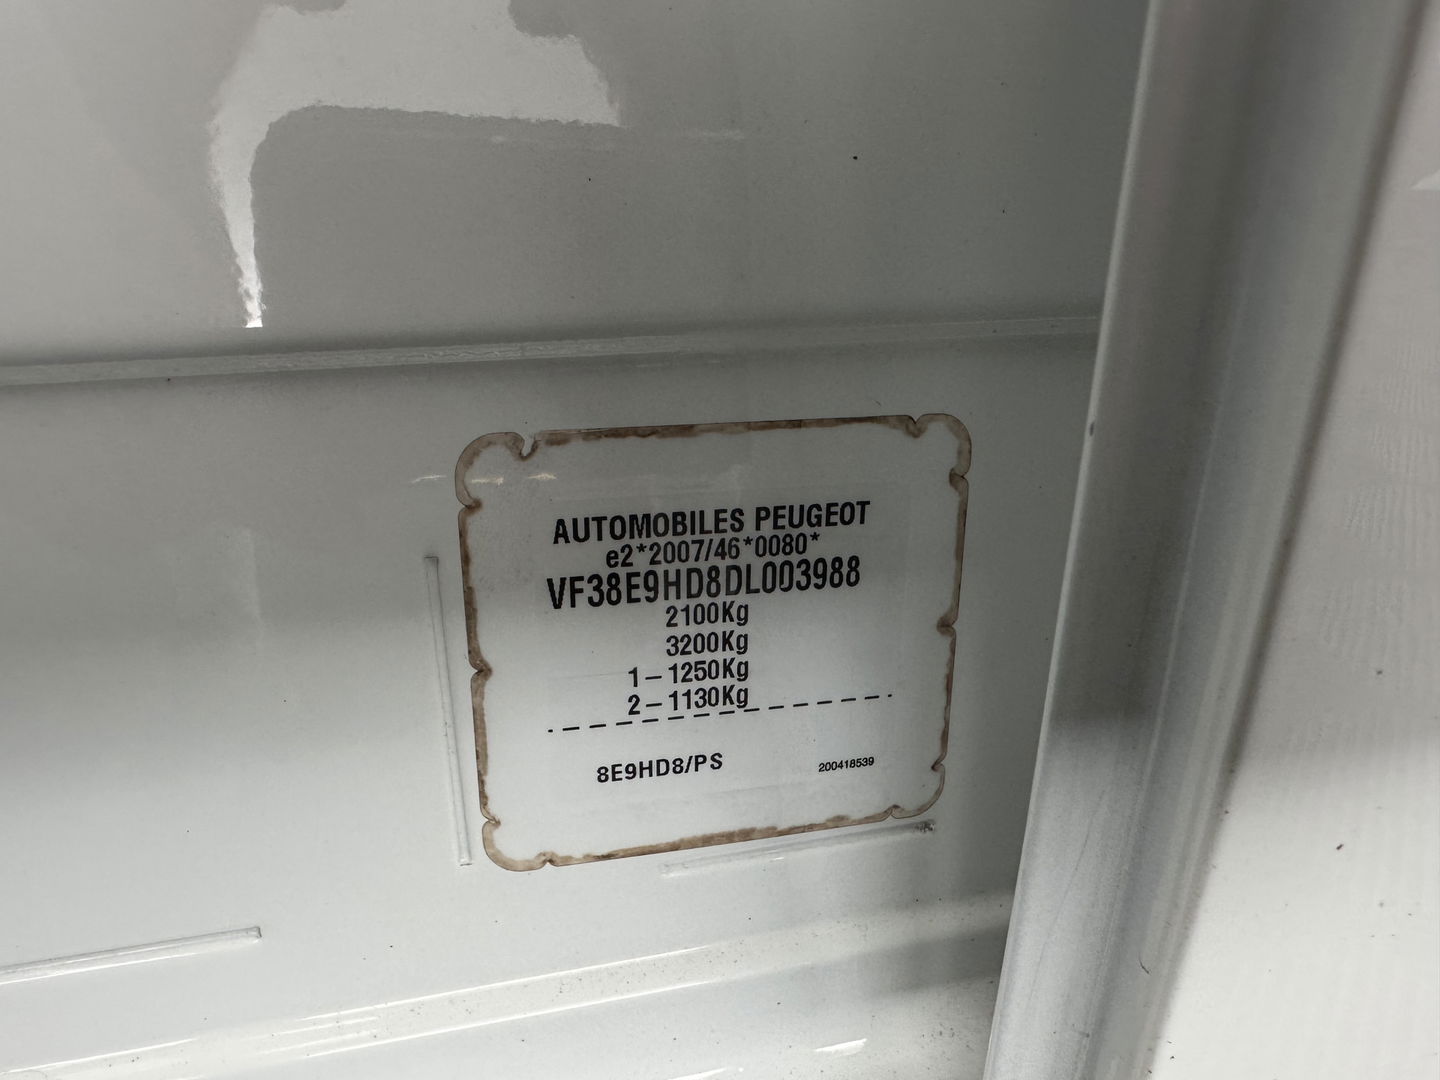 AUTOMOBILES PEUGEOT
e2*2007/46*0080*
VF38E9HD8DL003988
2100Kg
3200Kg
1–1250Kg
2–1130Kg
8E9HD8/PS 200418539